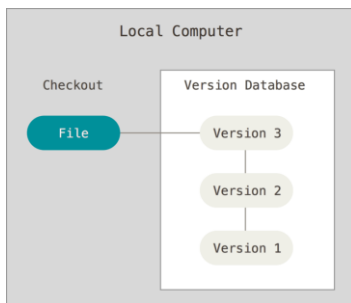 Local Computer
Checkout
Version Database
File
Version 3
Version 2
Version 1